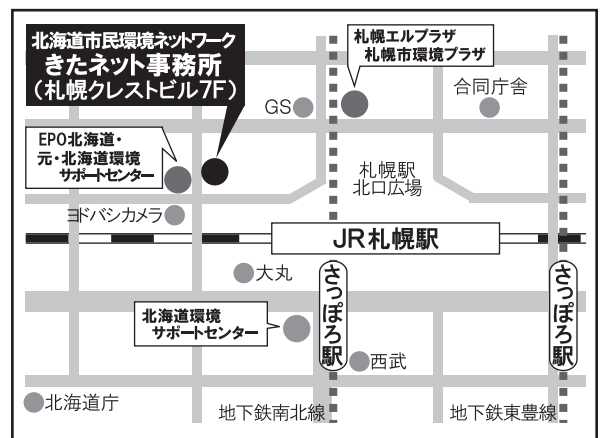 北海道市民環境ネットワーク
きたネット事務所
(札幌クレストビル7F)
札幌エルプラザ
札幌市環境プラザ
GS
合同庁舎
EPO北海道・
元・北海道環境
サポートセンター
札幌駅
北口広場
ヨドバシカメラ
JR札幌駅
大丸
さっぽろ駅
さっぽろ駅
北海道環境
サポートセンター
西武
北海道庁
地下鉄南北線
地下鉄東豊線